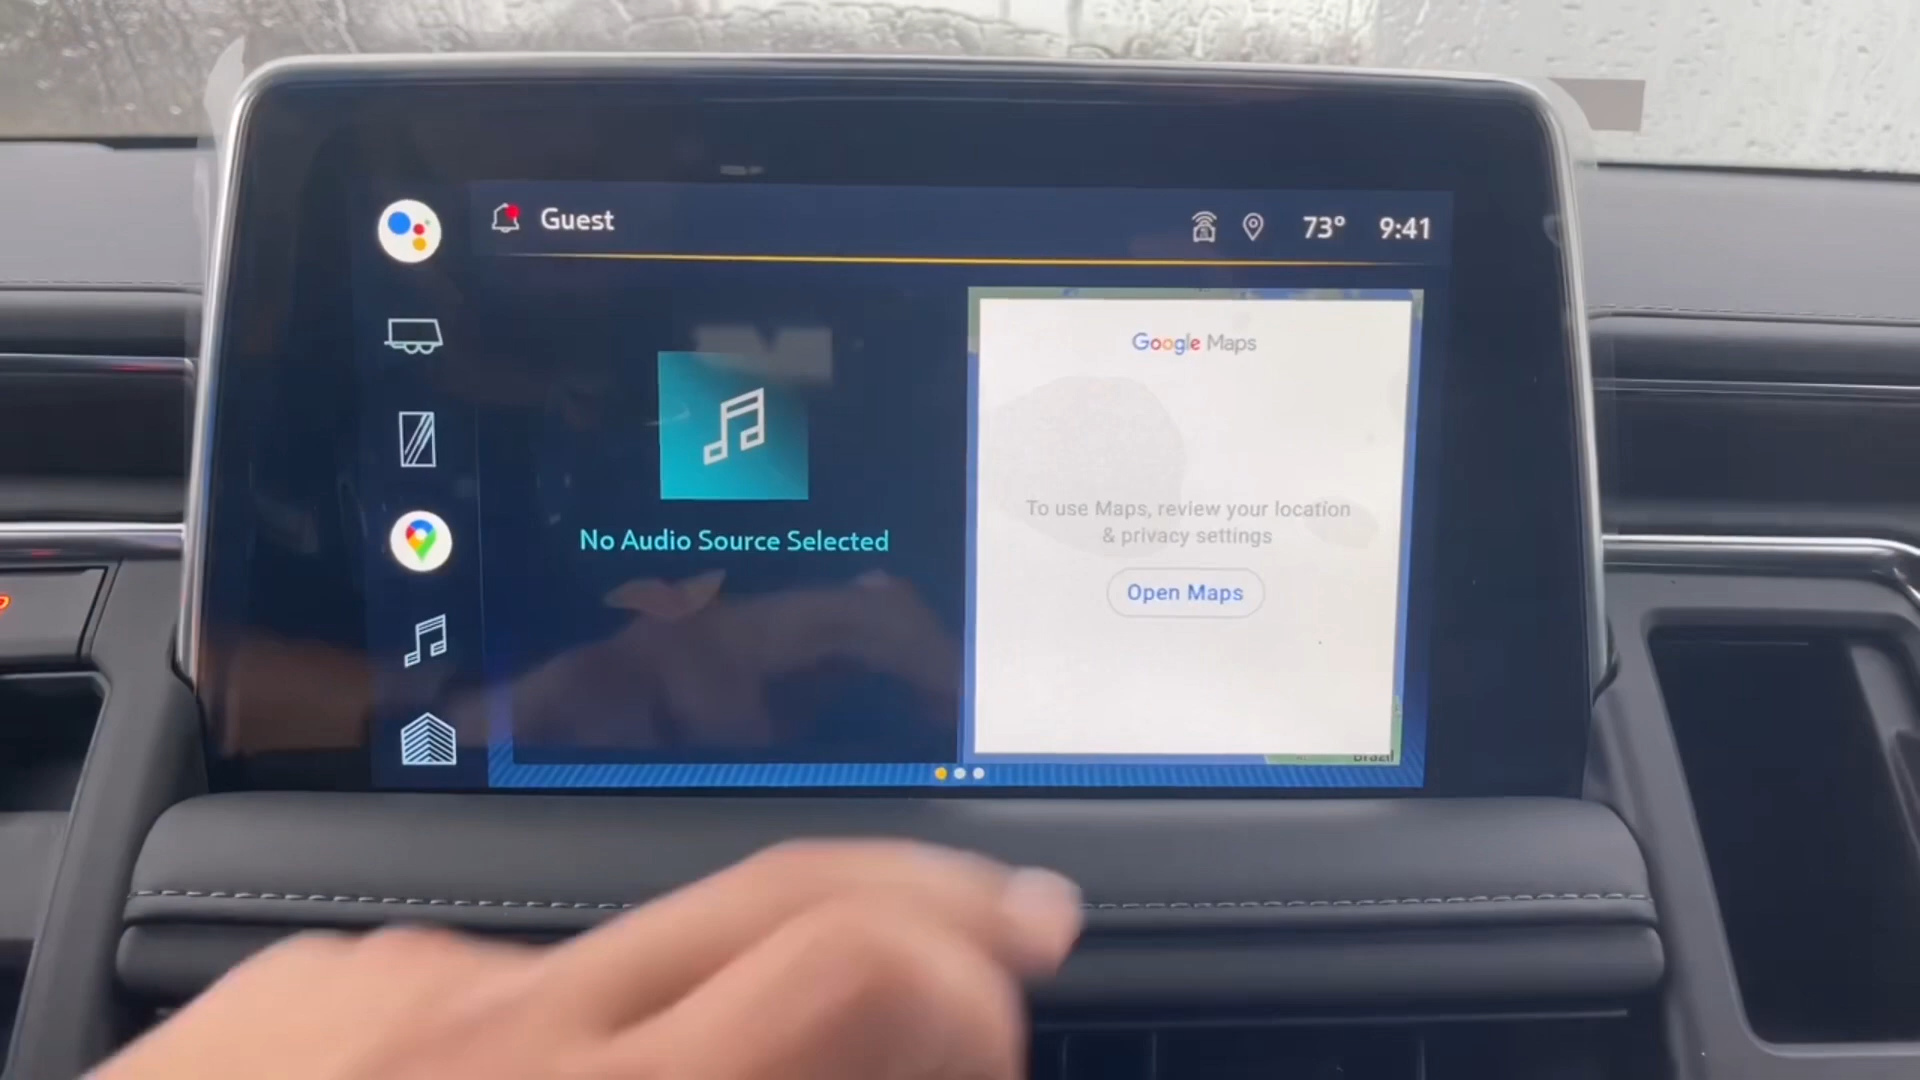 Guest
73°
9:41
No Audio Source Selected
Google Maps
To use Maps, review your location
& privacy settings
Open Maps
Brazil